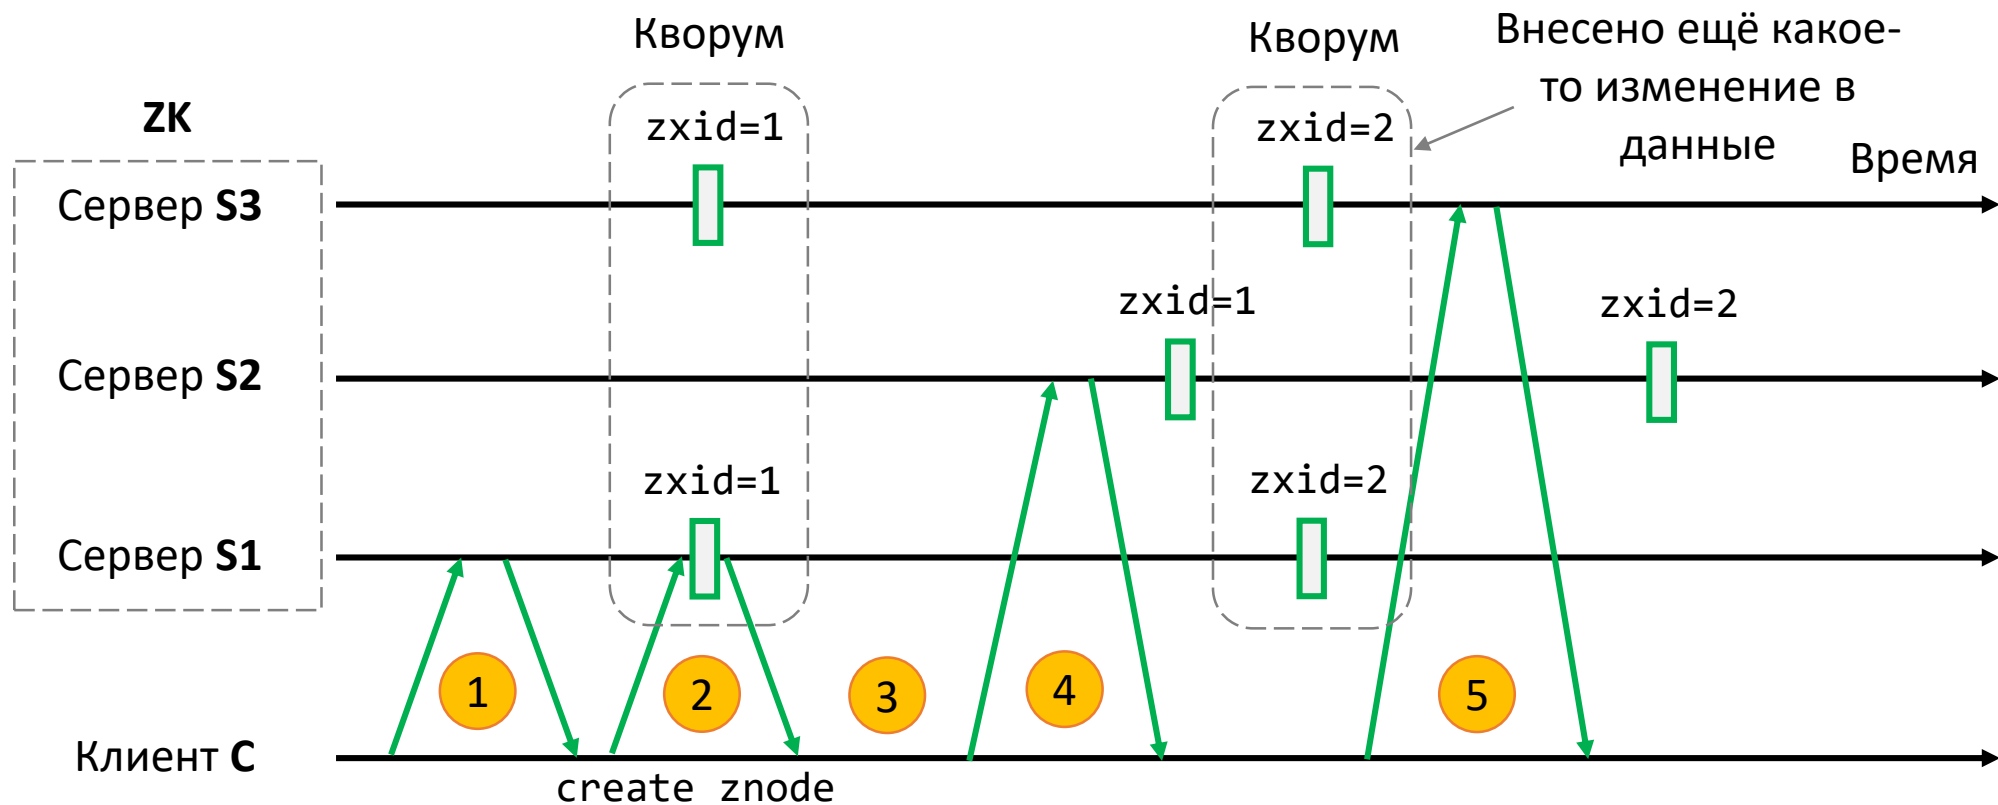 Кворум
Кворум
Внесено ещё какое-
то изменение в
данные
ZK
zxid=1
zxid=2
Время
Сервер S3
zxid=1
zxid=2
Сервер S2
zxid=1
zxid=2
Сервер S1
1
2
3
4
5
Клиент C
create znode